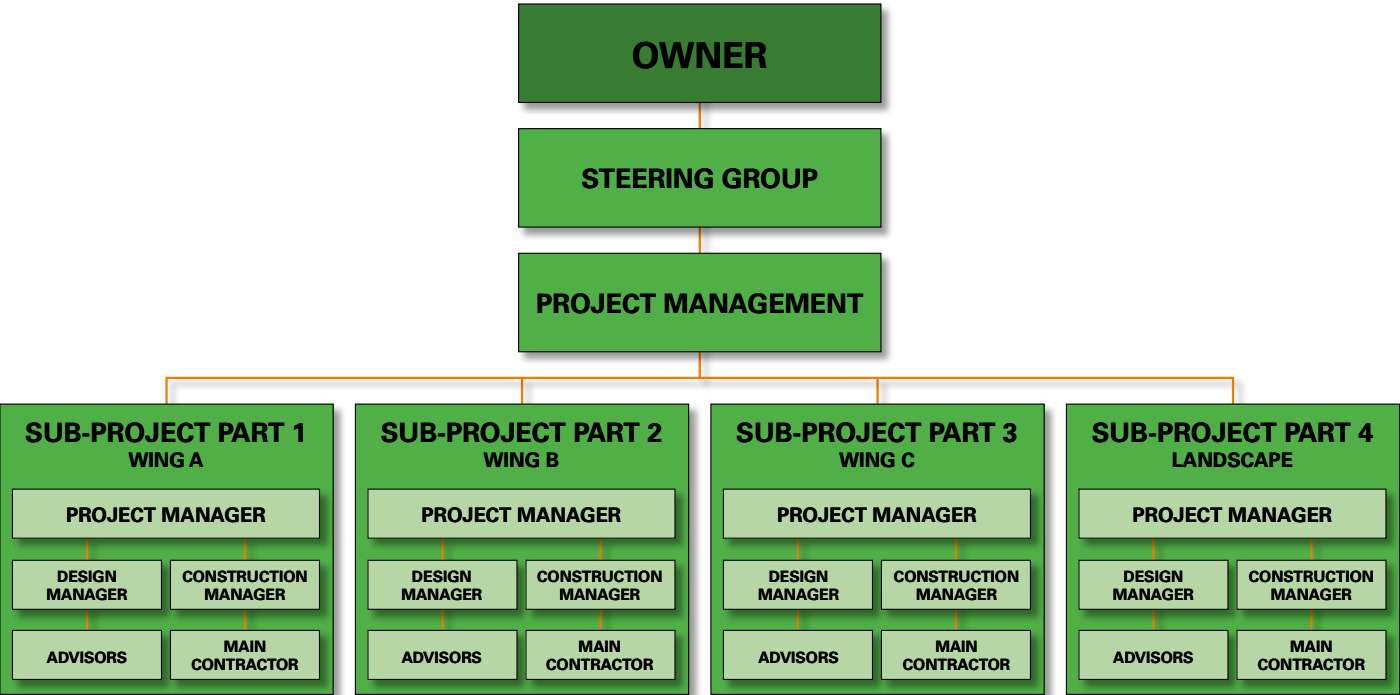 OWNER
STEERING GROUP
PROJECT MANAGEMENT
SUB-PROJECT PART 1
WING A
PROJECT MANAGER
DESIGN
MANAGER
CONSTRUCTION
MANAGER
ADVISORS
MAIN
CONTRACTOR
SUB-PROJECT PART 2
WING B
PROJECT MANAGER
DESIGN
MANAGER
CONSTRUCTION
MANAGER
ADVISORS
MAIN
CONTRACTOR
SUB-PROJECT PART 3
WING C
PROJECT MANAGER
DESIGN
MANAGER
CONSTRUCTION
MANAGER
ADVISORS
MAIN
CONTRACTOR
SUB-PROJECT PART 4
LANDSCAPE
PROJECT MANAGER
DESIGN
MANAGER
CONSTRUCTION
MANAGER
ADVISORS
MAIN
CONTRACTOR